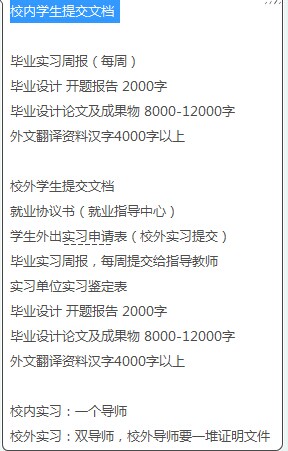 校内学生提交文档
毕业实习周报（每周）
毕业设计 开题报告 2000字
毕业设计论文及成果物 8000-12000字
外文翻译资料汉字4000字以上
校外学生提交文档
就业协议书（就业指导中心）
学生外出实习申请表（校外实习提交）
毕业实习周报，每周提交给指导教师
实习单位实习鉴定表
毕业设计 开题报告 2000字
毕业设计论文及成果物 8000-12000字
外文翻译资料汉字4000字以上
校内实习：一个导师
校外实习：双导师，校外导师要一堆证明文件